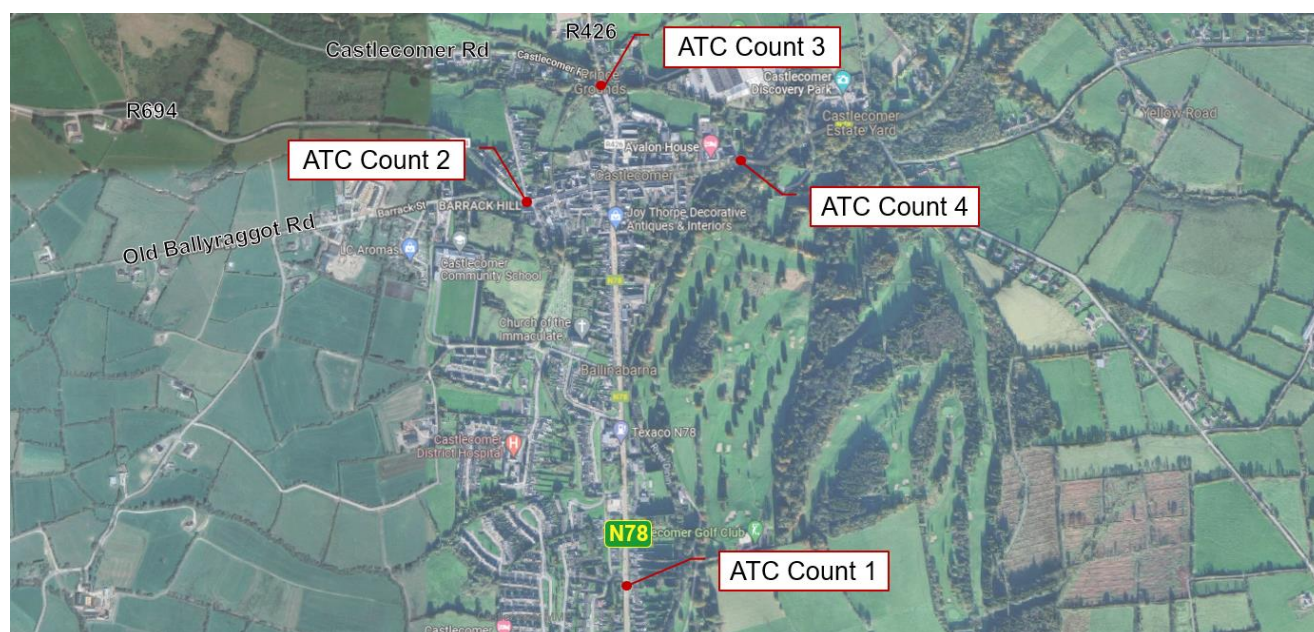 R426
ATC Count 3
Castlecomer Rd
Grounds
Castlecomer
Discovery Park
R694
Castlecomer
Estate Yard
Yellow Road
Avalon House
ATC Count 2
Castlecomer
ATC Count 4
Barrack St
BARRACK HILL
Joy Thorpe Decorative
Antiques & Interiors
Old Ballyraggot Rd
LC Aromas
Castlecomer
Community School
N78
Church of the
Immaculate
Ballinabarna
N78
Texaco N78
Castlecomer
District Hospital
N78
ecomer Golf Club
ATC Count 1
Castlecomer